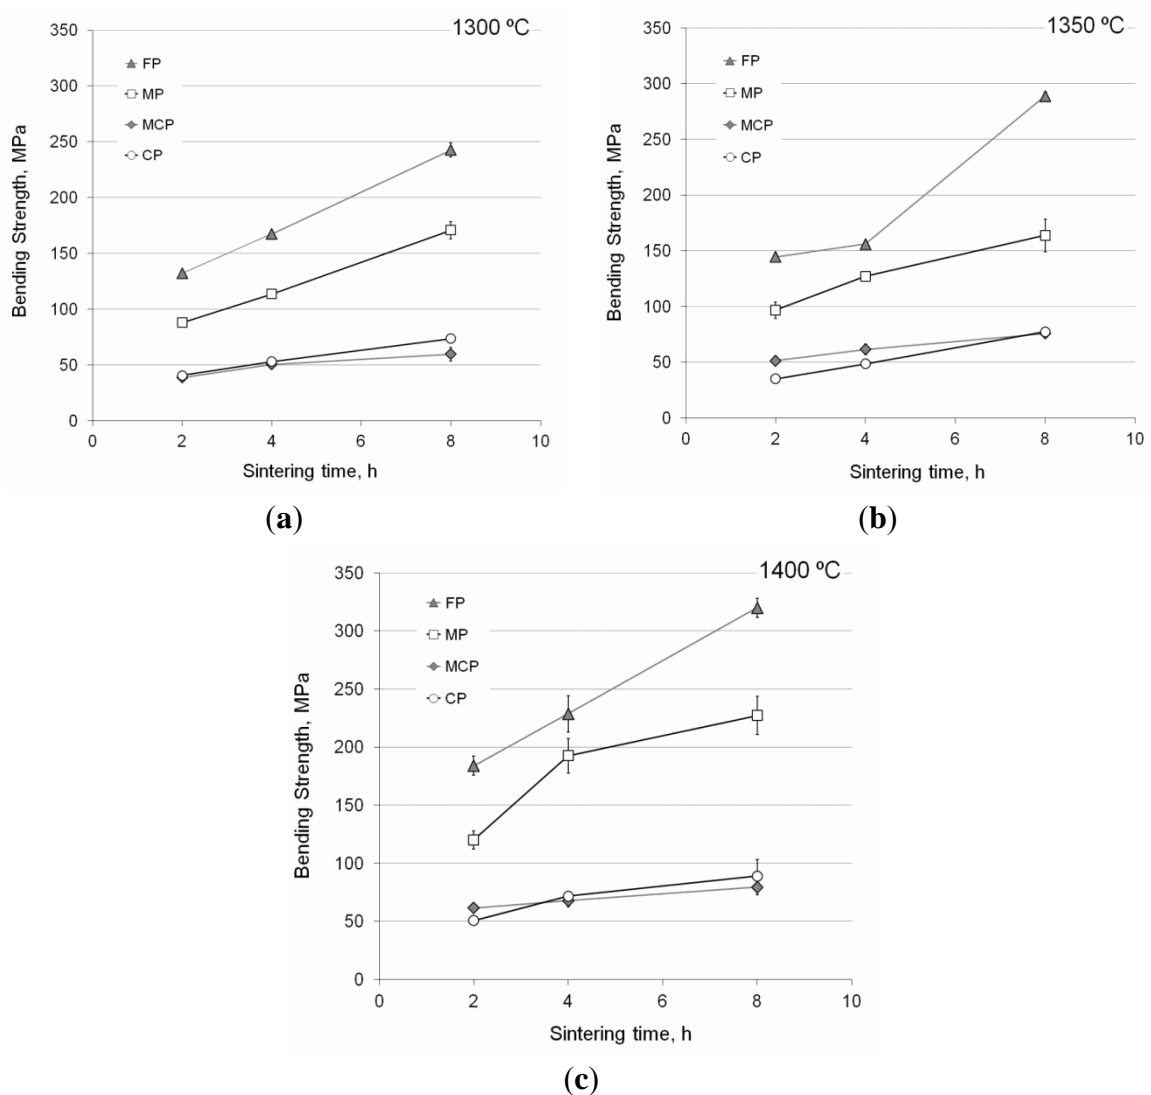 1300 ºC
350
300
250
200
150
100
50
0
Bending Strength, MPa
FP
MP
MCP
CP
0 2 4 6 8 10
Sintering time, h
(a)
1350 ºC
350
300
250
200
150
100
50
0
Bending Strength, MPa
FP
MP
MCP
CP
0 2 4 6 8 10
Sintering time, h
(b)
1400 ºC
350
300
250
200
150
100
50
0
Bending Strength, MPa
FP
MP
MCP
CP
0 2 4 6 8 10
Sintering time, h
(c)